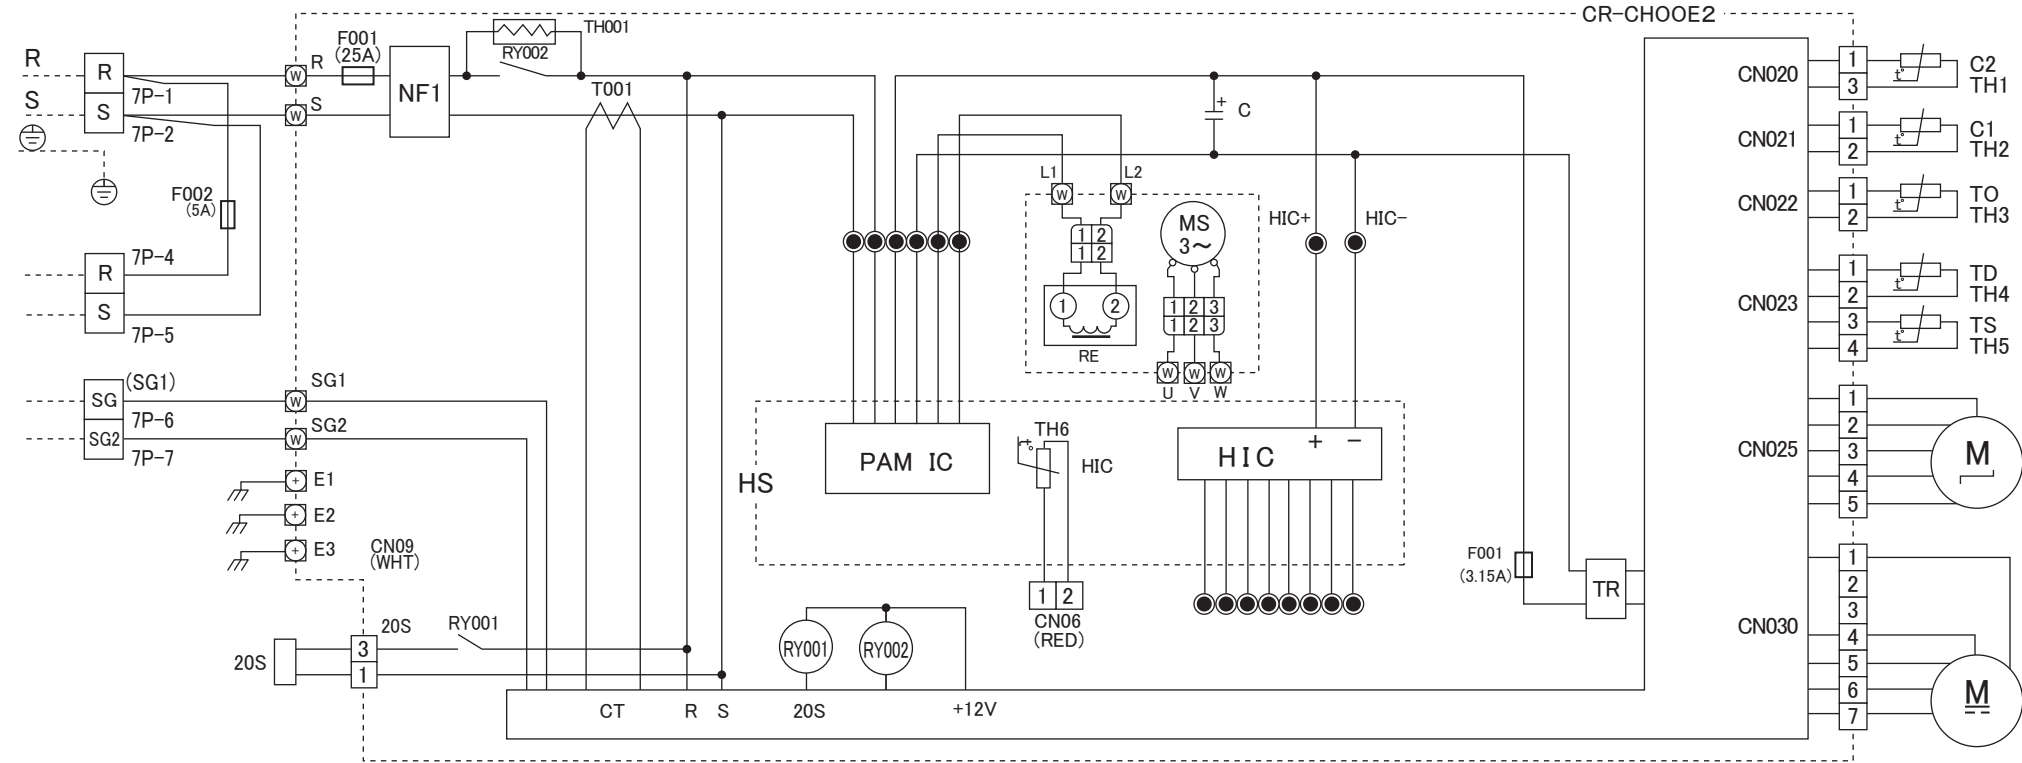 CR-CHOOE2
R
S
R
S
7P-1
7P-2
F002
(5A)
R
S
7P-4
7P-5
(SG1)
SG
SG2
7P-6
7P-7
W
R
W
S
F001
(25A)
NF1
TH001
RY002
T001
W
SG1
W
SG2
+
E1
+
E2
+
E3
CN09
(WHT)
20S
3
1
20S
RY001
CT
R
S
20S
+12V
RY001
RY002
HS
PAM IC
TH6
t°
HIC
1
2
CN06
(RED)
HIC
+
−
HIC+
HIC−
+
C
L1
W
L2
W
1 2
1 2
1
2
RE
MS
3~
1 2 3
1 2 3
W
W
W
U
V
W
F001
(3.15A)
TR
CN020
1
3
t°
C2
TH1
CN021
1
2
t°
C1
TH2
CN022
1
2
t°
TO
TH3
CN023
1
2
3
4
t°
TD
TH4
t°
TS
TH5
CN025
1
2
3
4
5
M
CN030
1
2
3
4
5
6
7
M